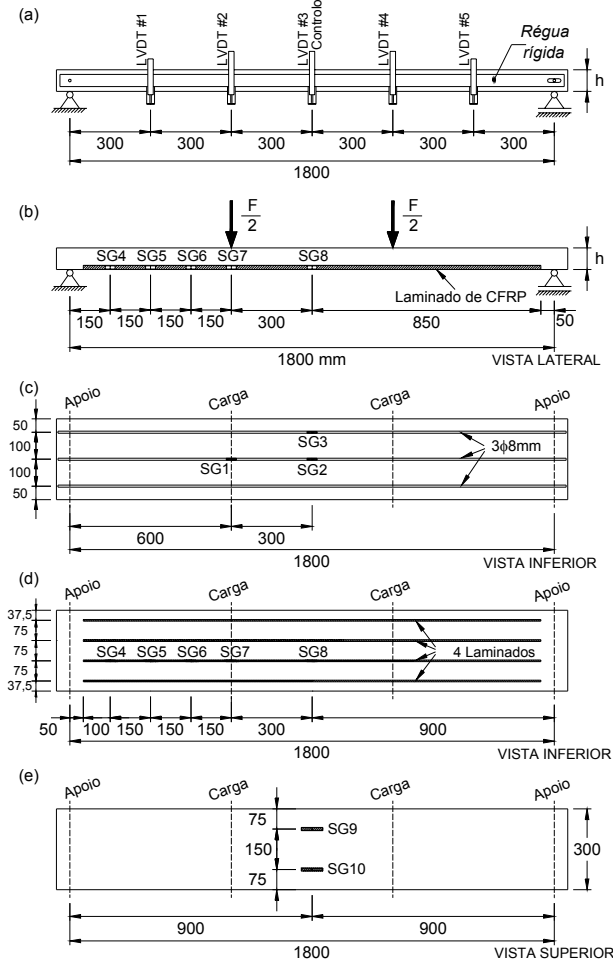 (a)
LVDT #1
LVDT #2
LVDT #3
Controlo
LVDT #4
LVDT #5
Régua
rígida
h
300 300 300 300 300 300
1800
(b)
F
2
F
2
SG4 SG5 SG6 SG7 SG8
h
Laminado de CFRP
150 150 150 150 300 850 50
1800 mm
VISTA LATERAL
(c)
Apoio Carga Carga Apoio
50
100
100
50
SG3
SG1 SG2
3ϕ8mm
600 300
1800
VISTA INFERIOR
(d)
Apoio Carga Carga Apoio
37,5
75
75
75
37,5
SG4 SG5 SG6 SG7 SG8
4 Laminados
50 100 150 150 150 300 900
1800
VISTA INFERIOR
(e)
Apoio Carga Carga Apoio
75
150
75
SG9
SG10
300
900 900
1800
VISTA SUPERIOR